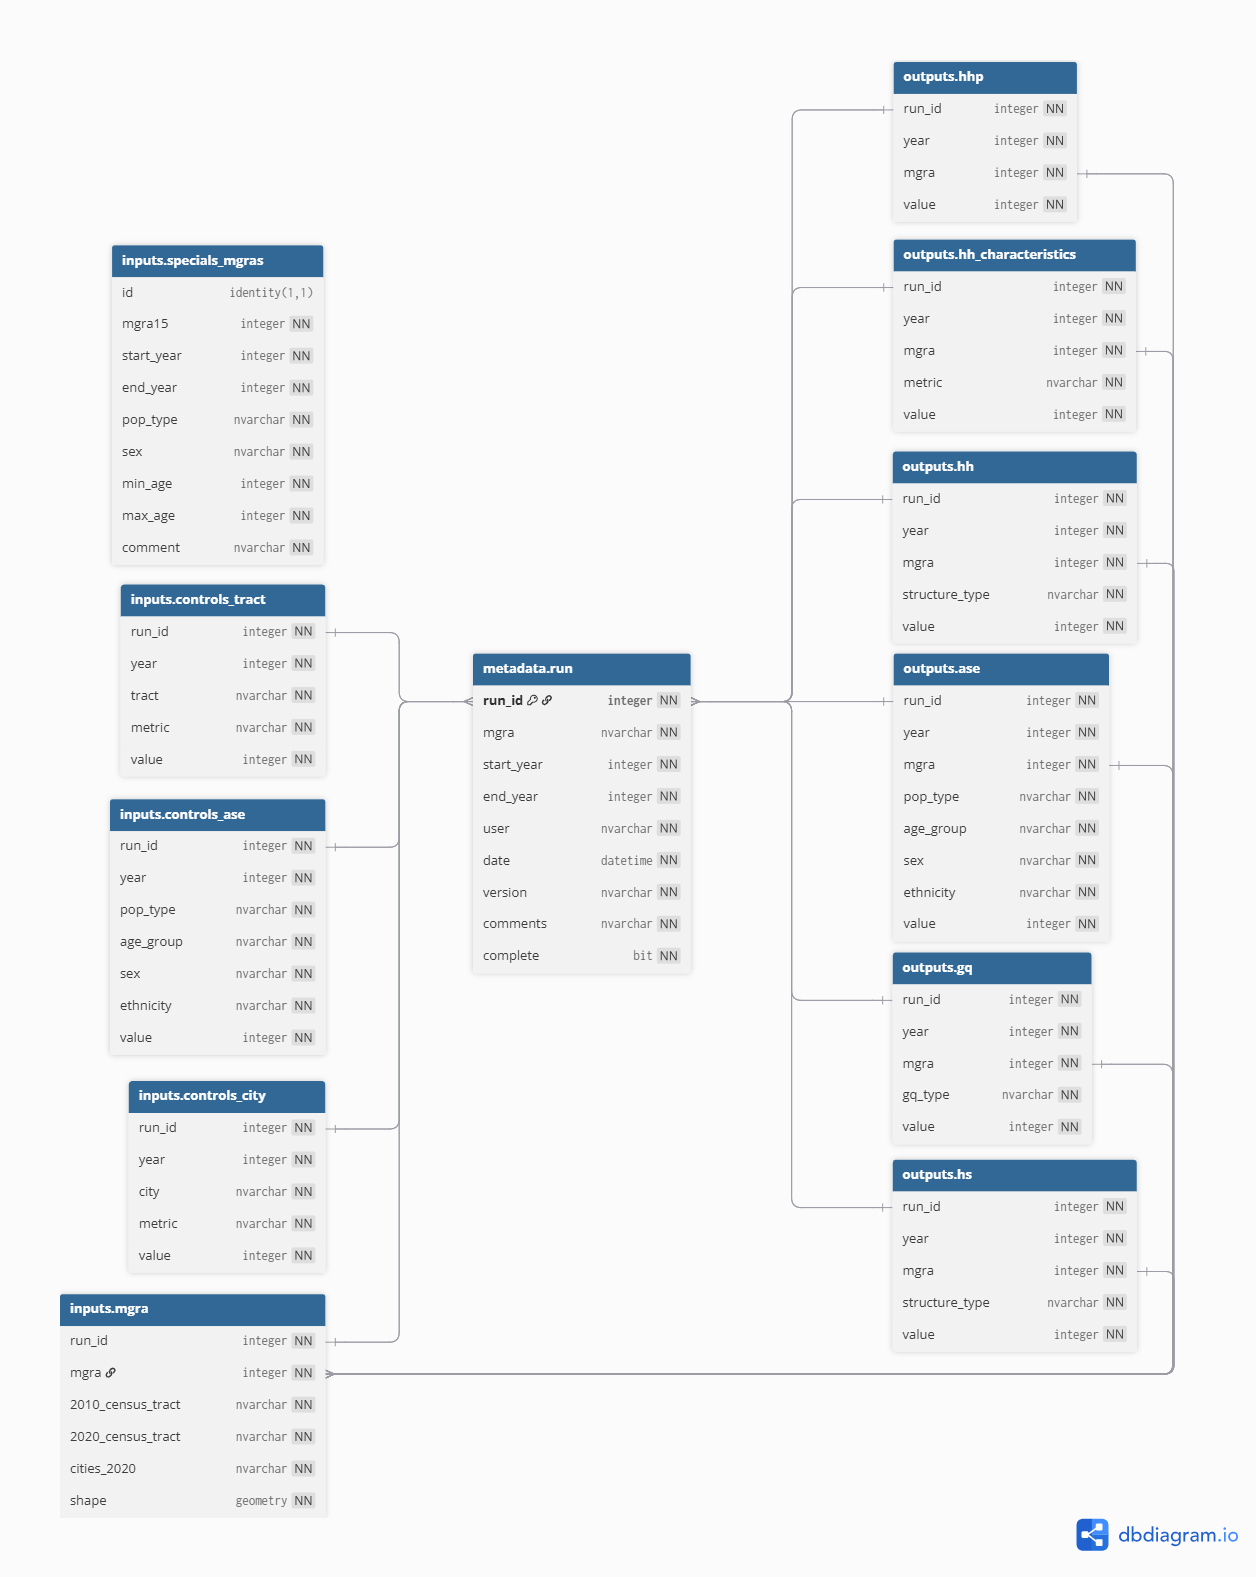 inputs.specials_mgras
id identity(1,1)
mgra15 integer NN
start_year integer NN
end_year integer NN
pop_type nvarchar NN
sex nvarchar NN
min_age integer NN
max_age integer NN
comment nvarchar NN
inputs.controls_tract
run_id integer NN
year integer NN
tract nvarchar NN
metric nvarchar NN
value integer NN
inputs.controls_ase
run_id integer NN
year integer NN
pop_type nvarchar NN
age_group nvarchar NN
sex nvarchar NN
ethnicity nvarchar NN
value integer NN
inputs.controls_city
run_id integer NN
year integer NN
city nvarchar NN
metric nvarchar NN
value integer NN
inputs.mgra
run_id integer NN
mgra integer NN
2010_census_tract nvarchar NN
2020_census_tract nvarchar NN
cities_2020 nvarchar NN
shape geometry NN
metadata.run
run_id integer NN
mgra nvarchar NN
start_year integer NN
end_year integer NN
user nvarchar NN
date datetime NN
version nvarchar NN
comments nvarchar NN
complete bit NN
outputs.hhp
run_id integer NN
year integer NN
mgra integer NN
value integer NN
outputs.hh_characteristics
run_id integer NN
year integer NN
mgra integer NN
metric nvarchar NN
value integer NN
outputs.hh
run_id integer NN
year integer NN
mgra integer NN
structure_type nvarchar NN
value integer NN
outputs.ase
run_id integer NN
year integer NN
mgra integer NN
pop_type nvarchar NN
age_group nvarchar NN
sex nvarchar NN
ethnicity nvarchar NN
value integer NN
outputs.gq
run_id integer NN
year integer NN
mgra integer NN
gq_type nvarchar NN
value integer NN
outputs.hs
run_id integer NN
year integer NN
mgra integer NN
structure_type nvarchar NN
value integer NN
dbdiagram.io